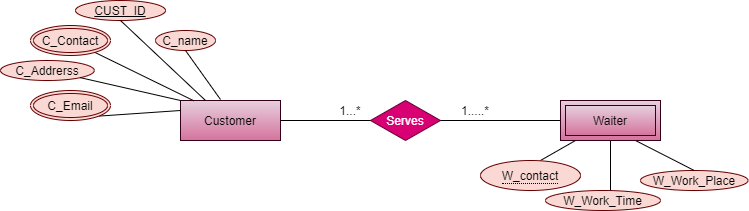 CUST_ID
C_Contact
C_name
C_Addrerss
C_Email
Customer
1...*
Serves
1.....*
Waiter
W_contact
W_Work_Time
W_Work_Place